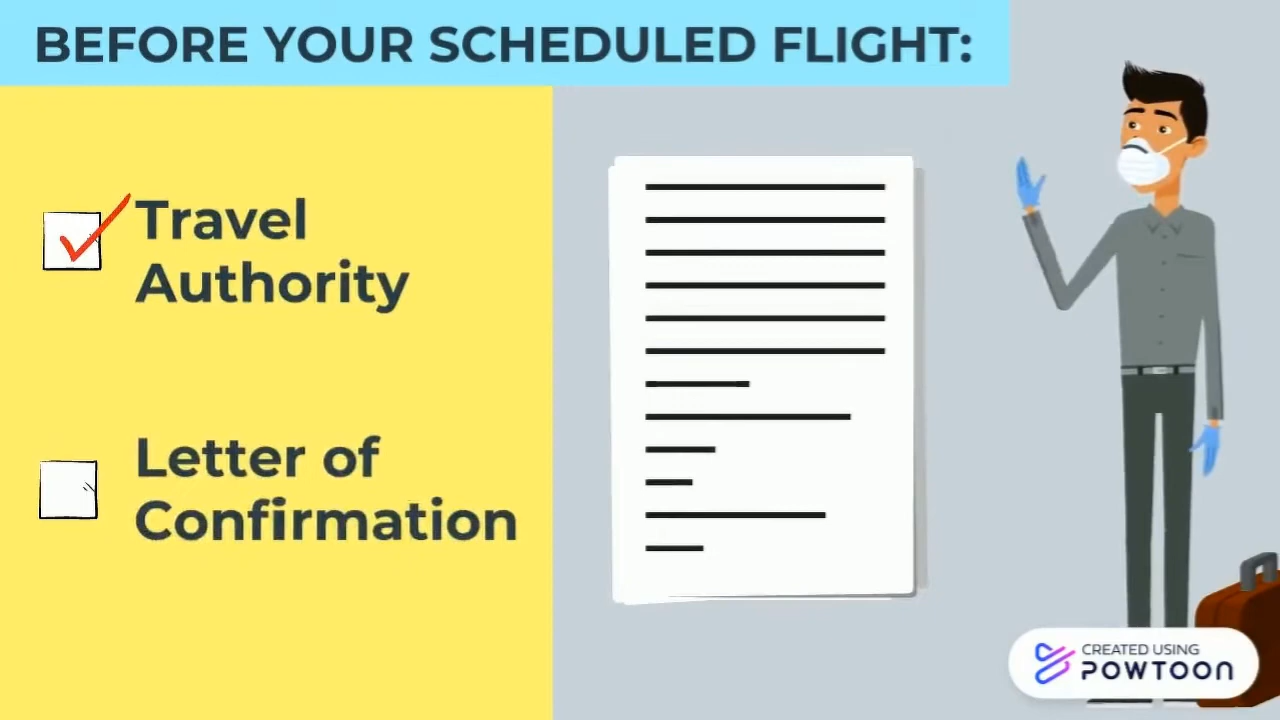 BEFORE YOUR SCHEDULED FLIGHT:
Travel
Authority
Letter of
Confirmation
CREATED USING
POWTOON